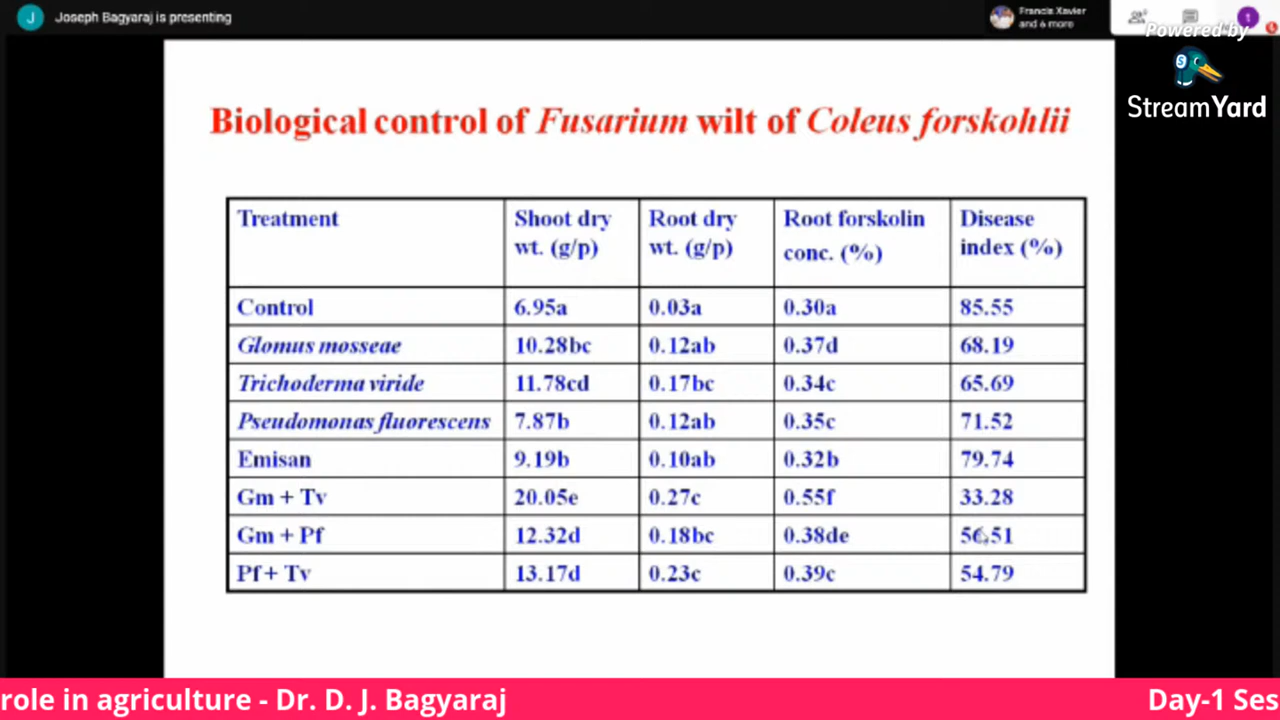 J Joseph Bagyaraj is presenting
Francis Xavier
and 6 more
1
Powered by
S
StreamYard
Biological control of Fusarium wilt of Coleus forskohlii
Treatment Shoot dry wt. (g/p) Root dry wt. (g/p) Root forskolin conc. (%) Disease index (%)
Control 6.95a 0.03a 0.30a 85.55
Glomus mosseae 10.28bc 0.12ab 0.37d 68.19
Trichoderma viride 11.78cd 0.17bc 0.34c 65.69
Pseudomonas fluorescens 7.87b 0.12ab 0.35c 71.52
Emisan 9.19b 0.10ab 0.32b 79.74
Gm + Tv 20.05e 0.27c 0.55f 33.28
Gm + Pf 12.32d 0.18bc 0.38de 56.51
Pf+ Tv 13.17d 0.23c 0.39c 54.79
role in agriculture - Dr. D. J. Bagyaraj Day-1 Ses